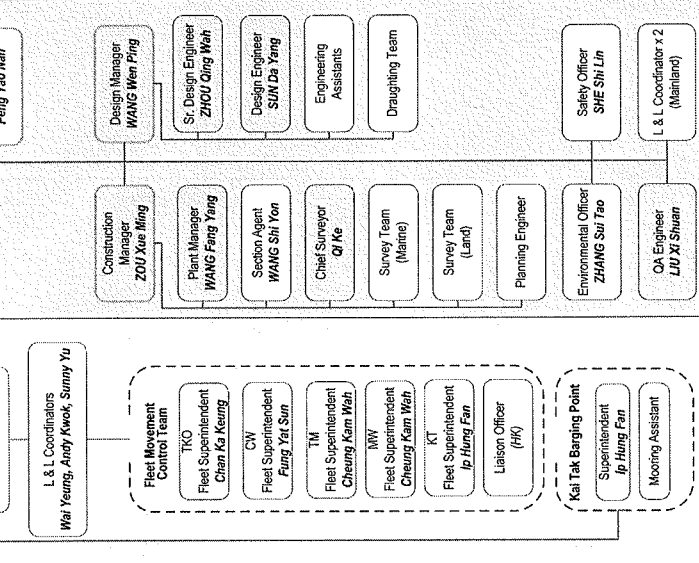 Peng Yao Nan
L & L Coordinators
Wai Yeung, Andy Kwok, Sunny Yu
Fleet Movement
Control Team
TKO
Fleet Superintendent
Chan Ka Keung
CW
Fleet Superintendent
Fung Yat Sun
TM
Fleet Superintendent
Cheung Kam Wah
MW
Fleet Superintendent
Cheung Kam Wah
KT
Fleet Superintendent
Ip Hung Fan
Liaison Officer
(HK)
Kai Tak Barging Point
Superintendent
Ip Hung Fan
Mooring Assistant
Construction
Manager
ZOU Xue Ming
Plant Manager
WANG Fang Yang
Section Agent
WANG Shi Yon
Chief Surveyor
QI Ke
Survey Team
(Marine)
Survey Team
(Land)
Planning Engineer
Environmental Officer
ZHANG Sui Tao
QA Engineer
LIU Xi Shuan
Design Manager
WANG Wen Ping
Sr. Design Engineer
ZHOU Qing Wah
Design Engineer
SUN Da Yang
Engineering
Assistants
Draughting Team
Safety Officer
SHE Shi Lin
L & L Coordinator x 2
(Mainland)